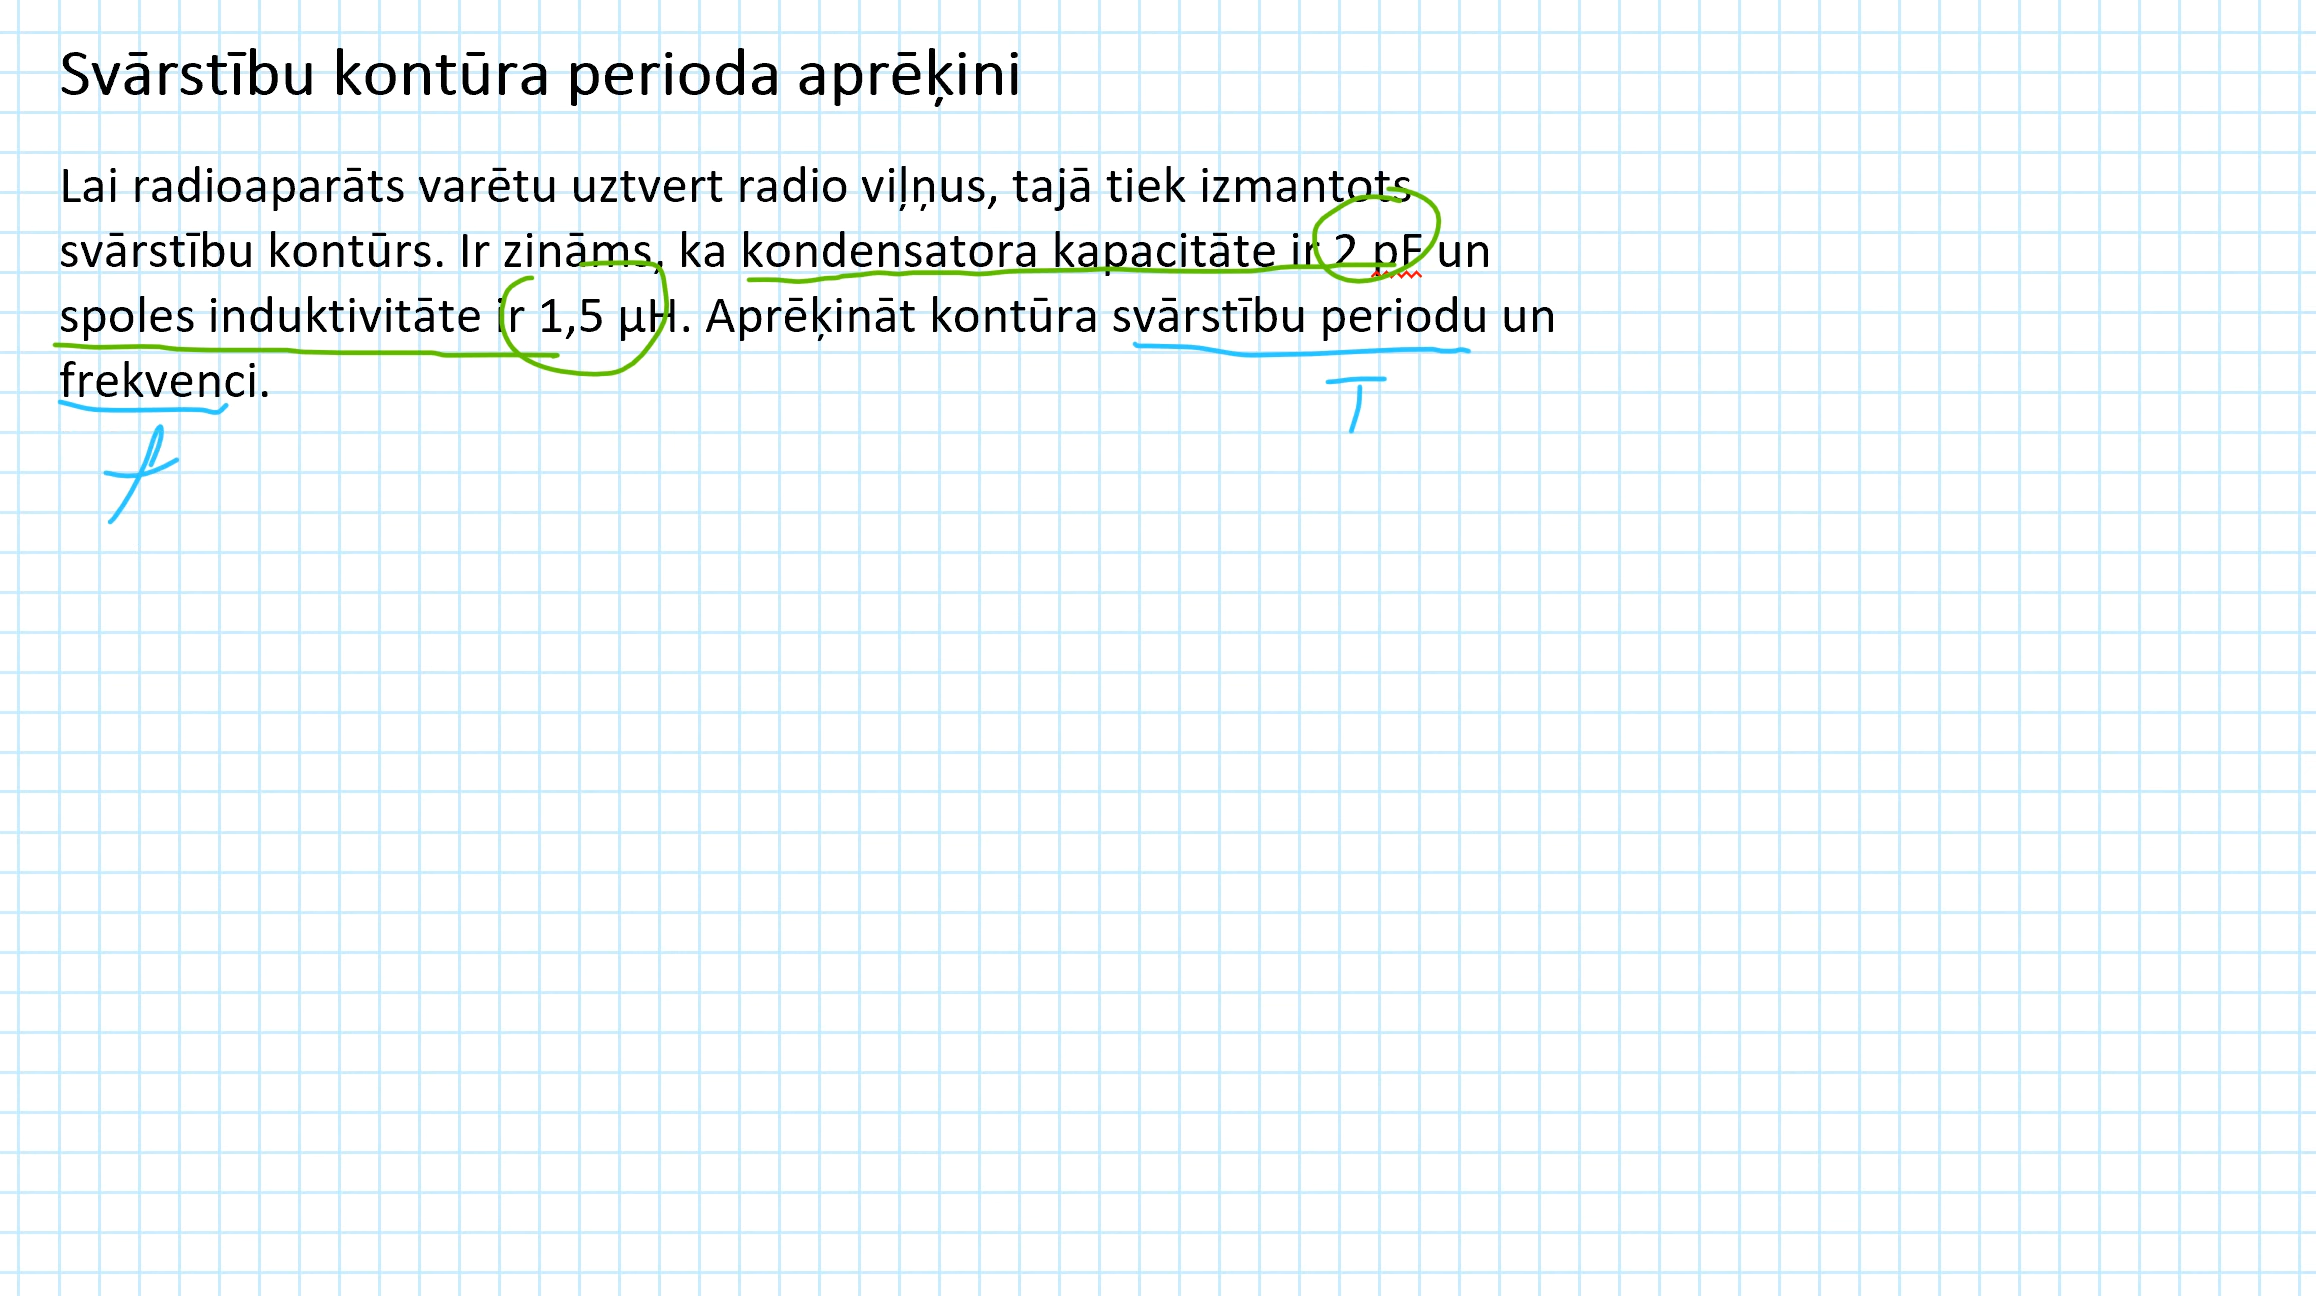 Svārstību kontūra perioda aprēķini
Lai radioaparāts varētu uztvert radio viļņus, tajā tiek izmantots
svārstību kontūrs. Ir zināms, ka kondensatora kapacitāte ir 2 pF un
spoles induktivitāte ir 1,5 μH. Aprēķināt kontūra svārstību periodu un
frekvenci.
T
f